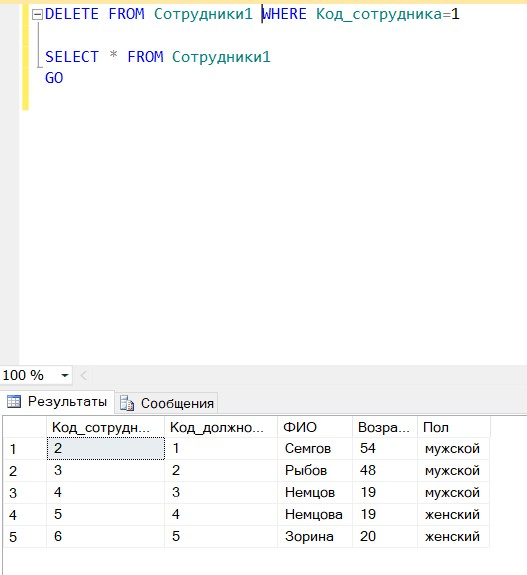 DELETE FROM Сотрудники1 WHERE Код_сотрудника=1
SELECT * FROM Сотрудники1
GO
100 %
Результаты Сообщения
Код_сотрудн... Код_должно... ФИО Возра... Пол
1 2 1 Семгов 54 мужской
2 3 2 Рыбов 48 мужской
3 4 3 Немцов 19 мужской
4 5 4 Немцова 19 женский
5 6 5 Зорина 20 женский